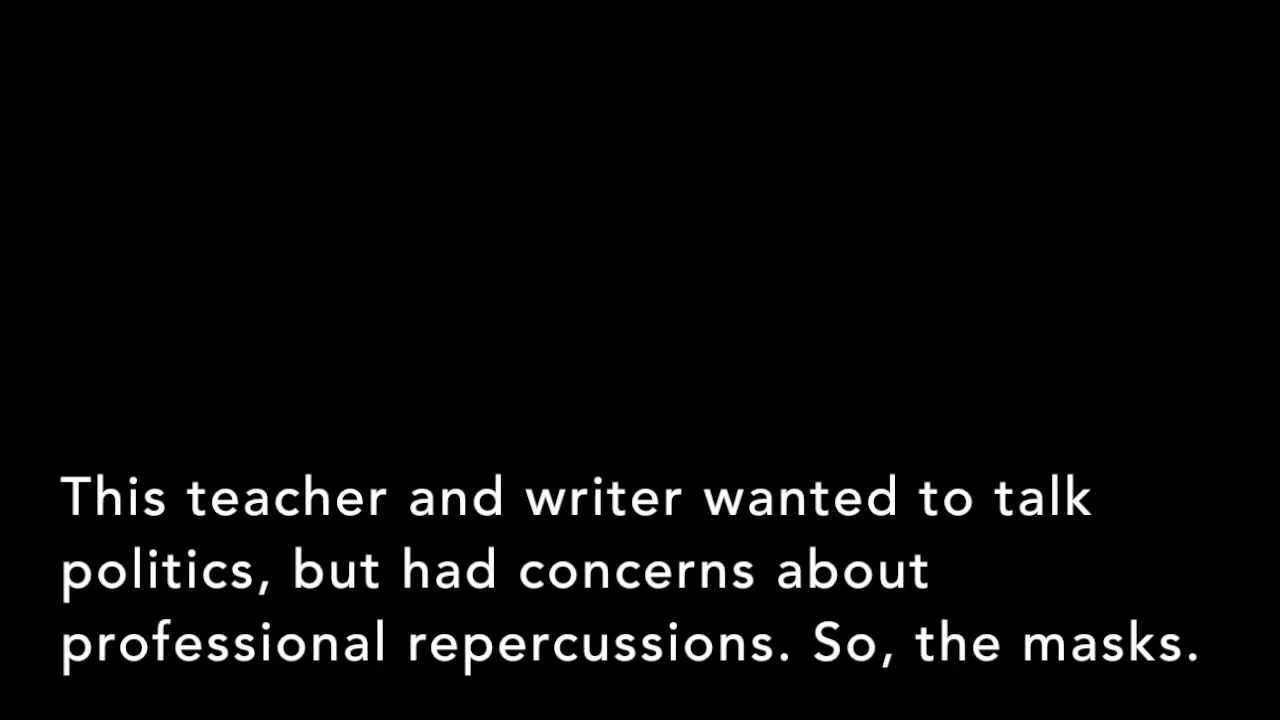 This teacher and writer wanted to talk
politics, but had concerns about
professional repercussions. So, the masks.